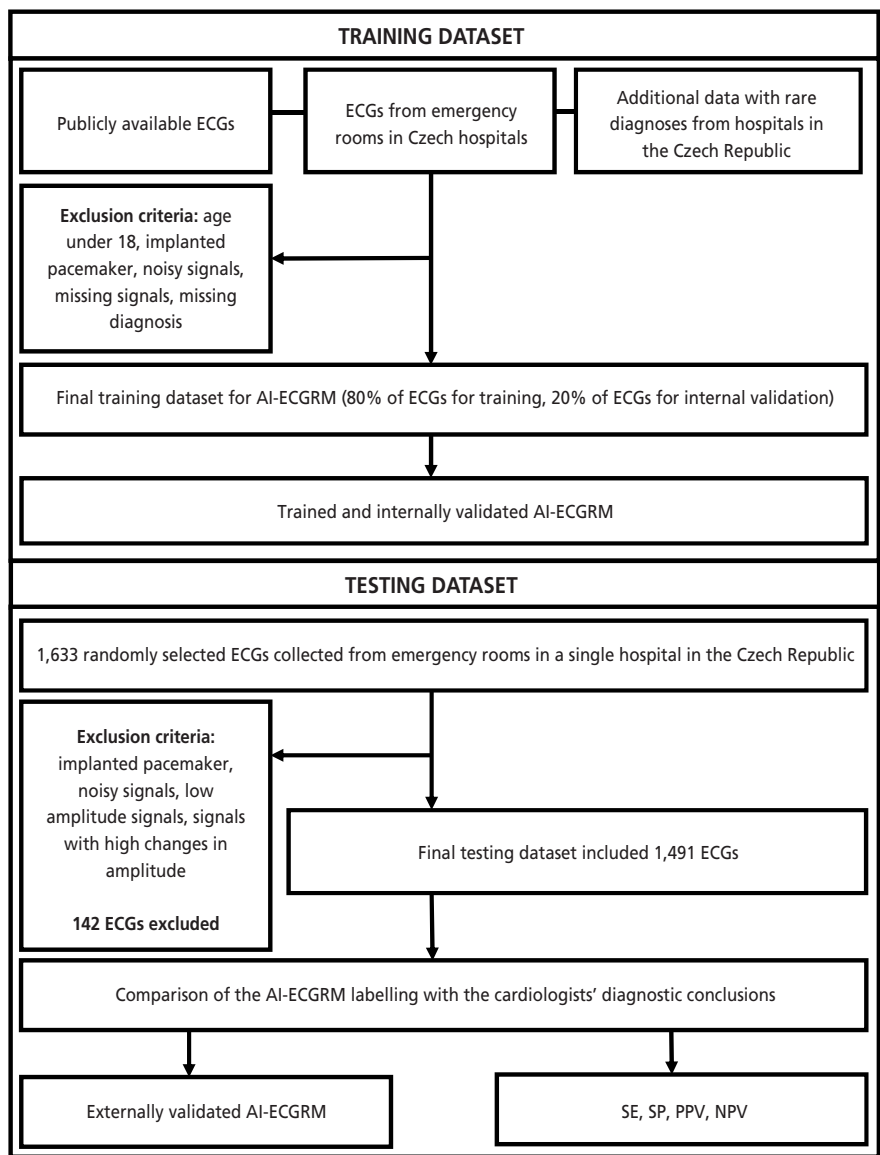 TRAINING DATASET
Publicly available ECGs
ECGs from emergency
rooms in Czech hospitals
Additional data with rare
diagnoses from hospitals in
the Czech Republic
Exclusion criteria: age
under 18, implanted
pacemaker, noisy signals,
missing signals, missing
diagnosis
Final training dataset for AI-ECGRM (80% of ECGs for training, 20% of ECGs for internal validation)
Trained and internally validated AI-ECGRM
TESTING DATASET
1,633 randomly selected ECGs collected from emergency rooms in a single hospital in the Czech Republic
Exclusion criteria:
implanted pacemaker,
noisy signals, low
amplitude signals, signals
with high changes in
amplitude
142 ECGs excluded
Final testing dataset included 1,491 ECGs
Comparison of the AI-ECGRM labelling with the cardiologists’ diagnostic conclusions
Externally validated AI-ECGRM
SE, SP, PPV, NPV